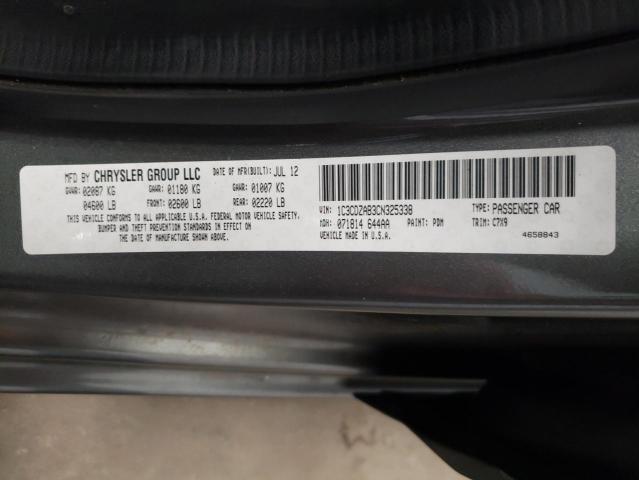 MFD BY CHRYSLER GROUP LLC DATE OF MFR(BUILT): JUL 12
GVWR: 02087 KG GAWR: 01180 KG GAWR: 01007 KG
04600 LB FRONT: 02600 LB REAR: 02220 LB
THIS VEHICLE CONFORMS TO ALL APPLICABLE U.S.A. FEDERAL MOTOR VEHICLE SAFETY,
BUMPER AND THEFT PREVENTION STANDARDS IN EFFECT ON
THE DATE OF MANUFACTURE SHOWN ABOVE.
VIN: 1C3CDZAB3CN325338 TYPE: PASSENGER CAR
MDH: 071814 644AA PAINT: PDM TRIM: C7X9
VEHICLE MADE IN U.S.A. 4658843